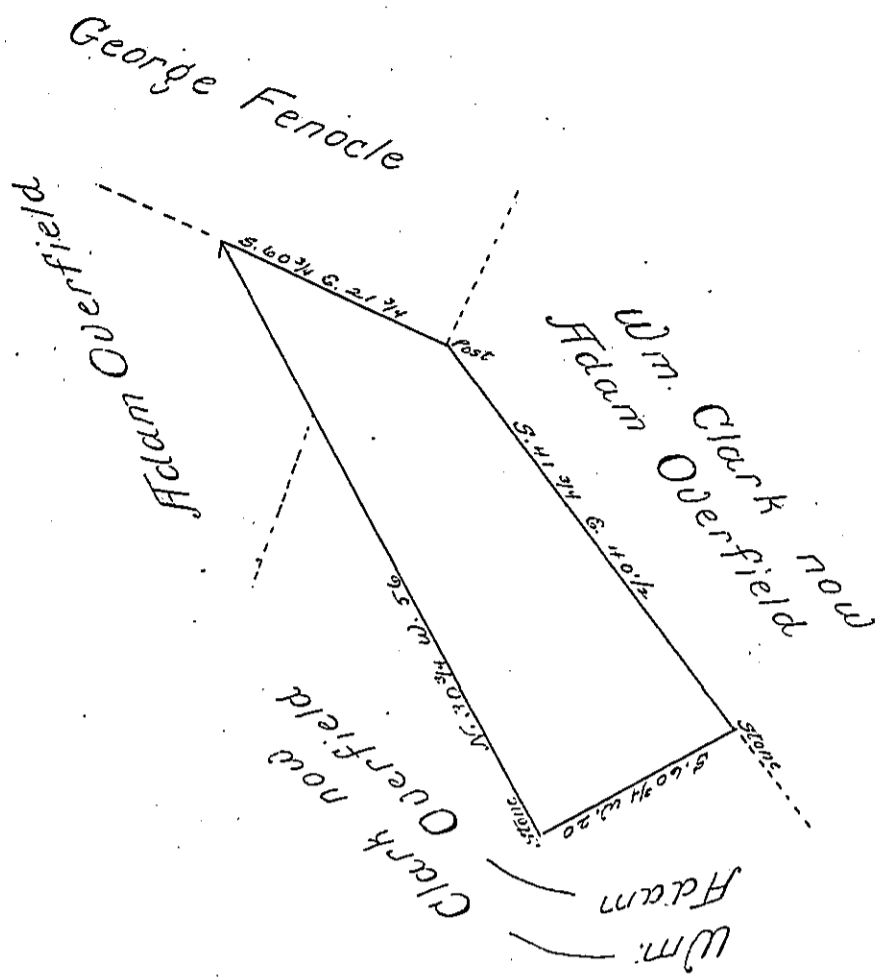 George Fenocle
Adam Overfield
S. 60 3/4 E. 21 3/4
Post
Wm. Clark now
Adam Overfield
S. 41 3/4 E. 40 1/2
N. 30 3/4 W. 56
Stone
S. 60 3/4 W. 20
Stone
Wm. Clark now
Adam Overfield